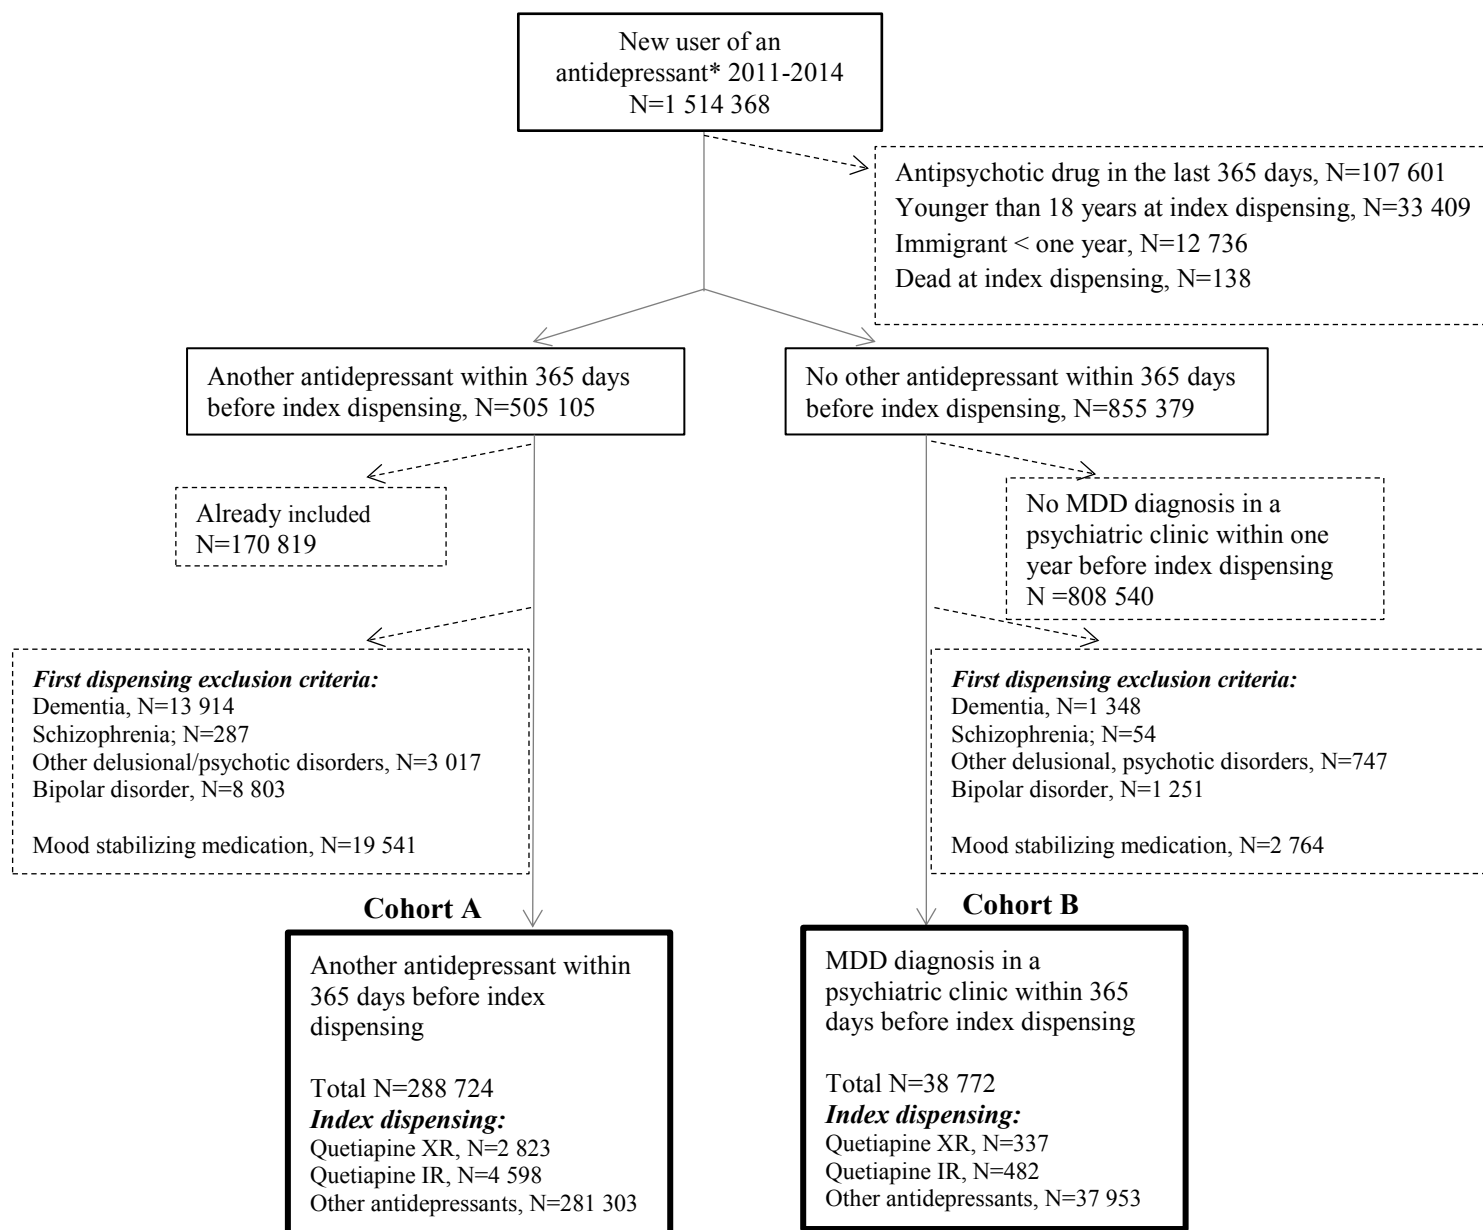 New user of an
antidepressant* 2011-2014
N=1 514 368
Antipsychotic drug in the last 365 days, N=107 601
Younger than 18 years at index dispensing, N=33 409
Immigrant < one year, N=12 736
Dead at index dispensing, N=138
Another antidepressant within 365 days
before index dispensing, N=505 105
No other antidepressant within 365 days
before index dispensing, N=855 379
Already included
N=170 819
No MDD diagnosis in a
psychiatric clinic within one
year before index dispensing
N =808 540
First dispensing exclusion criteria:
Dementia, N=13 914
Schizophrenia; N=287
Other delusional/psychotic disorders, N=3 017
Bipolar disorder, N=8 803
Mood stabilizing medication, N=19 541
First dispensing exclusion criteria:
Dementia, N=1 348
Schizophrenia; N=54
Other delusional, psychotic disorders, N=747
Bipolar disorder, N=1 251
Mood stabilizing medication, N=2 764
Cohort A
Another antidepressant within
365 days before index
dispensing
Total N=288 724
Index dispensing:
Quetiapine XR, N=2 823
Quetiapine IR, N=4 598
Other antidepressants, N=281 303
Cohort B
MDD diagnosis in a
psychiatric clinic within 365
days before index dispensing
Total N=38 772
Index dispensing:
Quetiapine XR, N=337
Quetiapine IR, N=482
Other antidepressants, N=37 953